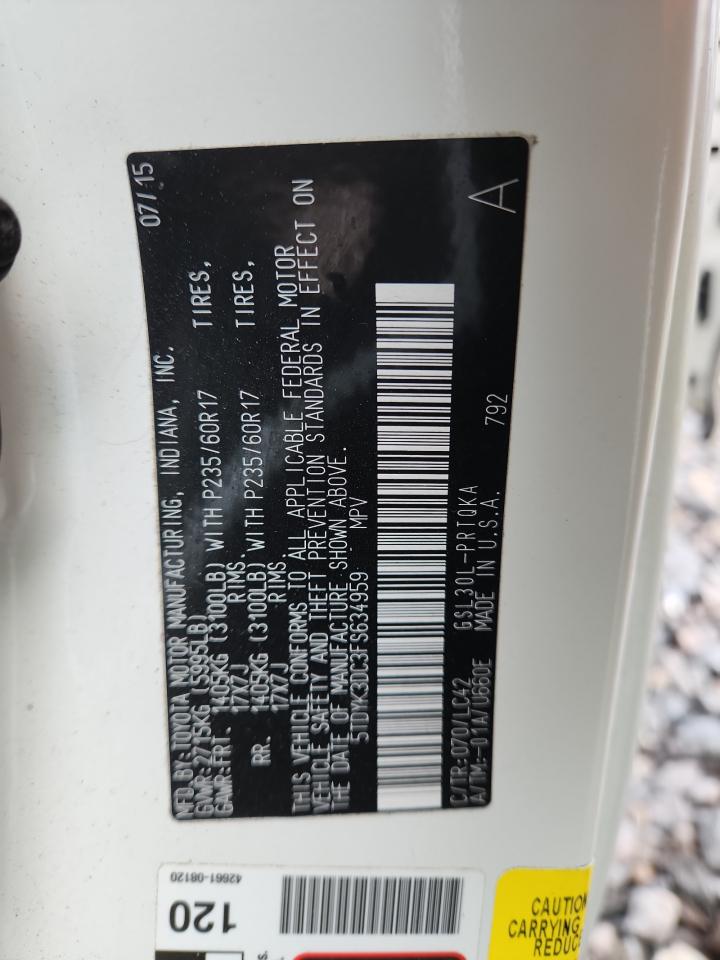 MFD.BY:TOYOTA MOTOR MANUFACTURING, INDIANA, INC. 07/15
GVWR:2715KG (5995LB)
GAWR:FRT. 1405KG (3100LB) WITH P235/60R17 TIRES,
17X7J RIMS.
RR. 1405KG (3100LB) WITH P235/60R17 TIRES,
17X7J RIMS.
THIS VEHICLE CONFORMS TO ALL APPLICABLE FEDERAL MOTOR
VEHICLE SAFETY AND THEFT PREVENTION STANDARDS IN EFFECT ON
THE DATE OF MANUFACTURE SHOWN ABOVE.
5TDYK3DC3FS634959 MPV
C/TR:070/LC42 GSL30L-PRTQKA
A/TM:-01A/U660E MADE IN U.S.A. 792 A
42661-08120
120
CAUTION
CARRYING
REDUCE